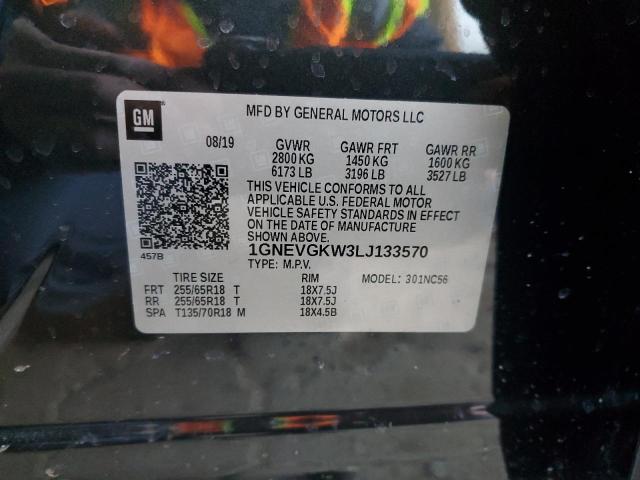 GM
MFD BY GENERAL MOTORS LLC
08/19 GVWR GAWR FRT GAWR RR
2800 KG 1450 KG 1600 KG
6173 LB 3196 LB 3527 LB
THIS VEHICLE CONFORMS TO ALL
APPLICABLE U.S. FEDERAL MOTOR
VEHICLE SAFETY STANDARDS IN EFFECT
ON THE DATE OF MANUFACTURE
SHOWN ABOVE.
457B 1GNEVGKW3LJ133570
TYPE: M.P.V.
TIRE SIZE RIM MODEL: 301NC56
FRT 255/65R18 T 18X7.5J
RR 255/65R18 T 18X7.5J
SPA T135/70R18 M 18X4.5B